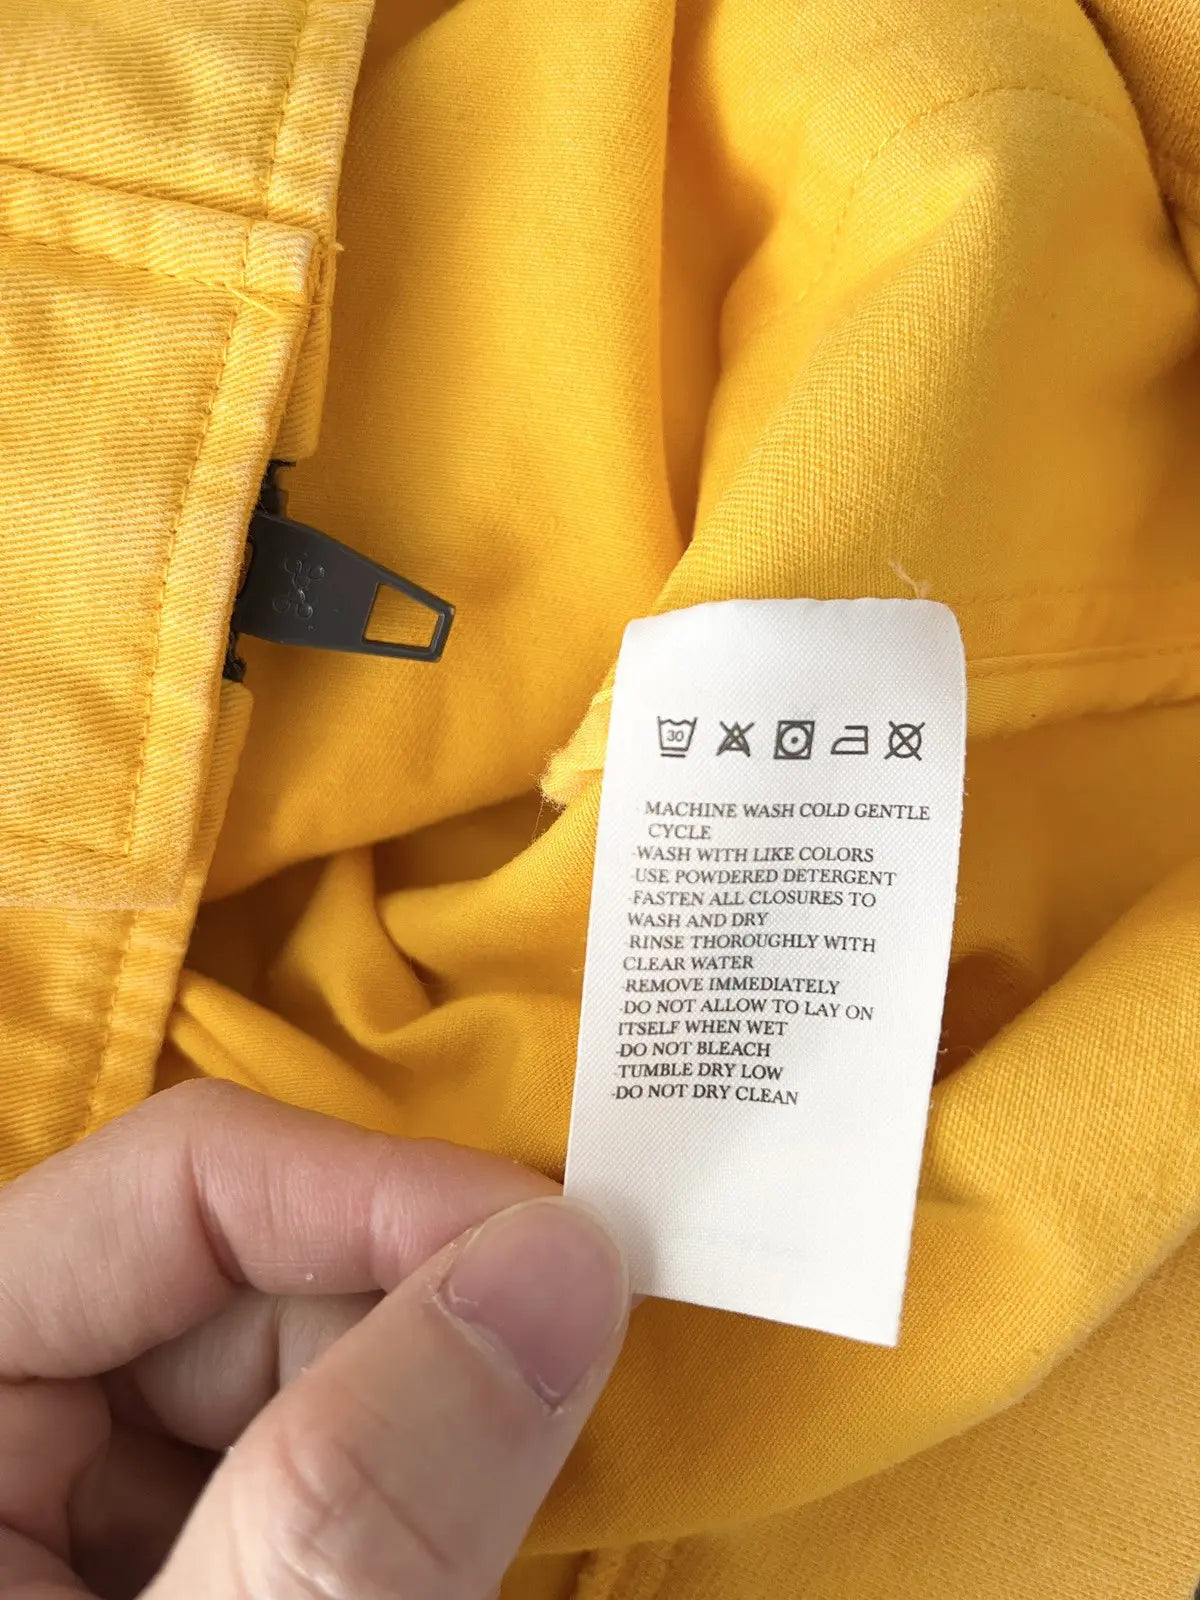 30
-MACHINE WASH COLD GENTLE
CYCLE
-WASH WITH LIKE COLORS
-USE POWDERED DETERGENT
-FASTEN ALL CLOSURES TO
WASH AND DRY
-RINSE THOROUGHLY WITH
CLEAR WATER
-REMOVE IMMEDIATELY
-DO NOT ALLOW TO LAY ON
ITSELF WHEN WET
-DO NOT BLEACH
-TUMBLE DRY LOW
-DO NOT DRY CLEAN